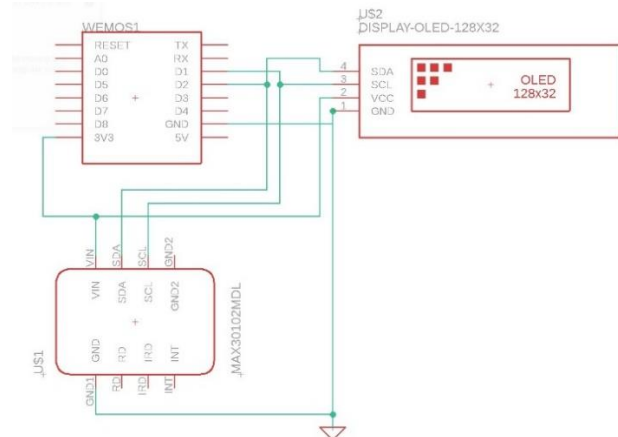 WEMOS1
RESET TX
A0 RX
D0 D1
D5 D2
D6 D3
D7 D4
D8 GND
3V3 5V
U$2
DISPLAY-OLED-128X32
4 SDA
3 SCL
2 VCC
1 GND
OLED
128x32
VIN SDA SCL GND2
VIN SDA SCL GND2
GND RD IRD INT
GND1 RD IRD INT
U$1
MAX30102MDL